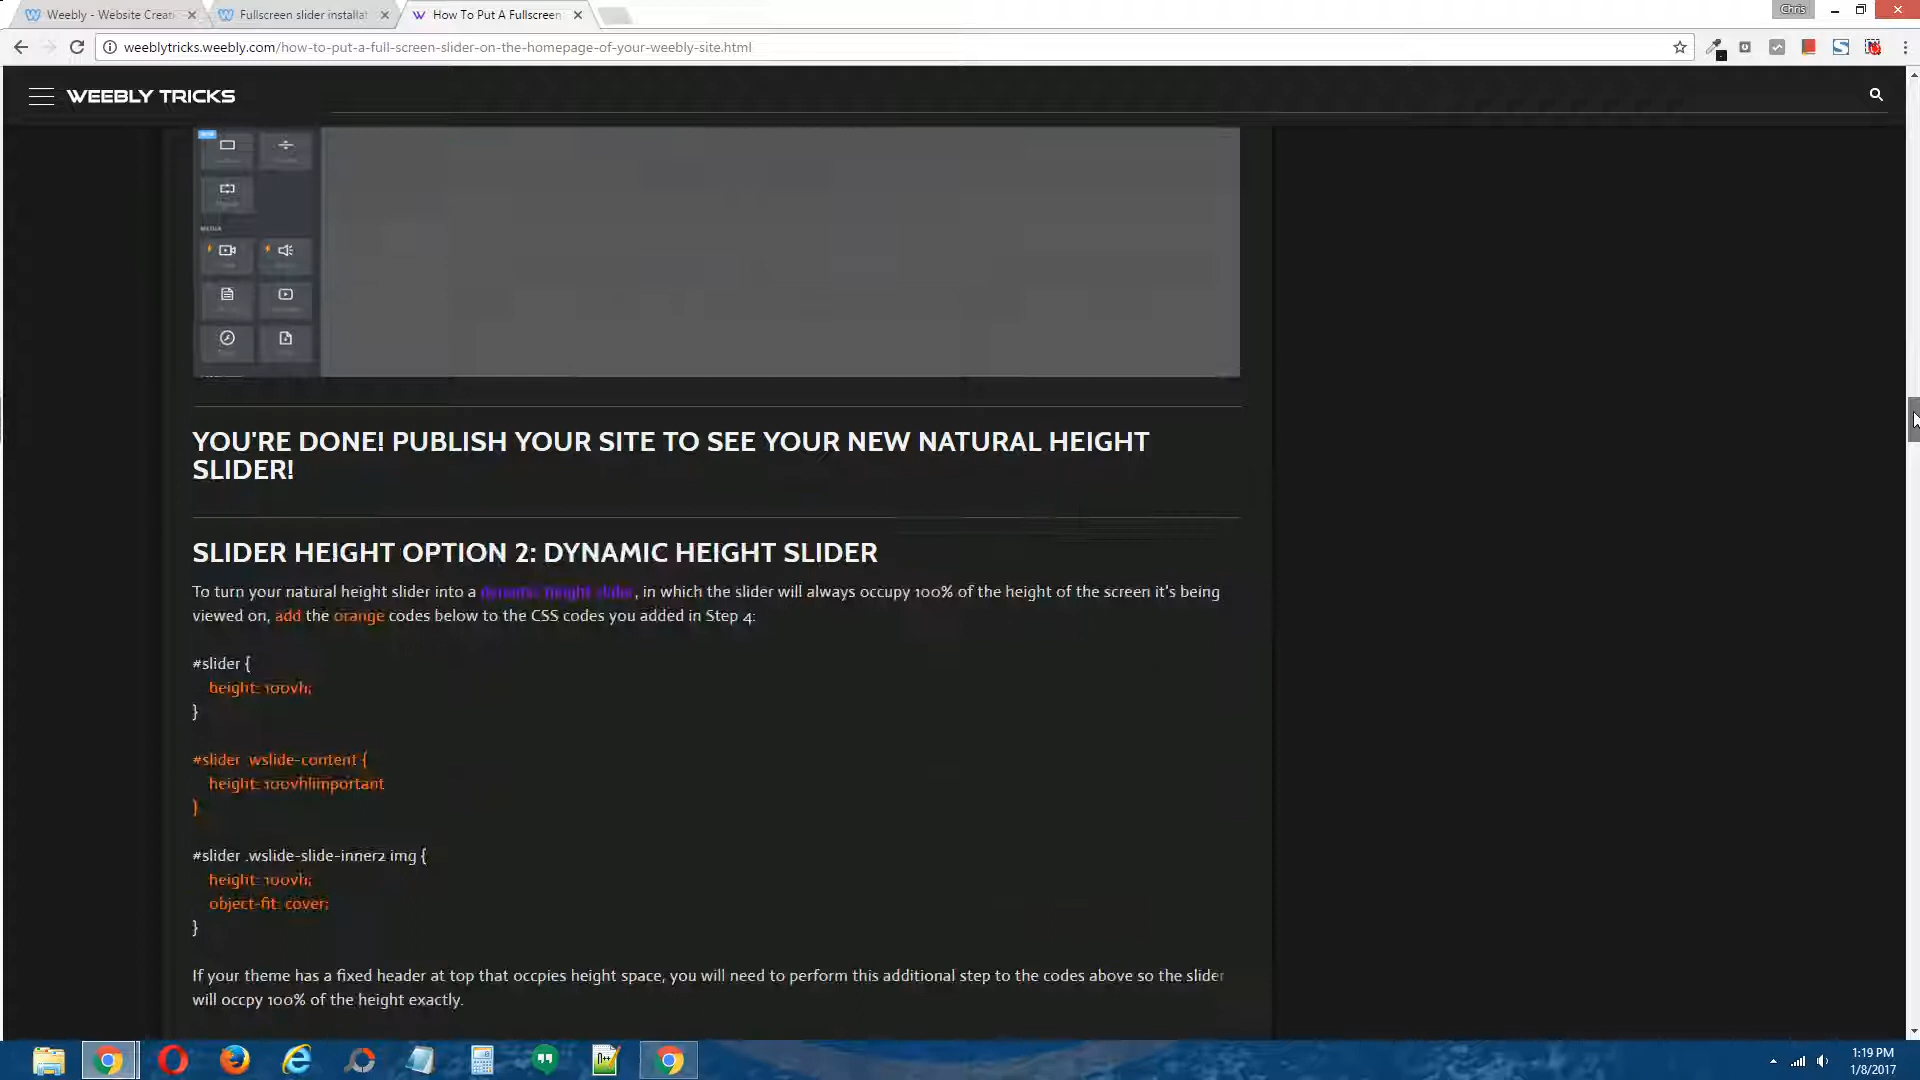 Weebly - Website Crean
Fullscreen slider installat
How To Put A Fullscreen
Chris
weeblytricks.weebly.com/how-to-put-a-full-screen-slider-on-the-homepage-of-your-weebly-site.html
WEEBLY TRICKS
MEDIA
YOU'RE DONE! PUBLISH YOUR SITE TO SEE YOUR NEW NATURAL HEIGHT
SLIDER!
SLIDER HEIGHT OPTION 2: DYNAMIC HEIGHT SLIDER
To turn your natural height slider into a dynamic height slider, in which the slider will always occupy 100% of the height of the screen it's being
viewed on, add the orange codes below to the CSS codes you added in Step 4:
#slider {
height: 100vh;
}
#slider .wslide-content {
height: 100vh!important
}
#slider .wslide-slide-inner2 img {
height: 100vh;
object-fit: cover;
}
If your theme has a fixed header at top that occpies height space, you will need to perform this additional step to the codes above so the slider
will occpy 100% of the height exactly.
1:19 PM
1/8/2017